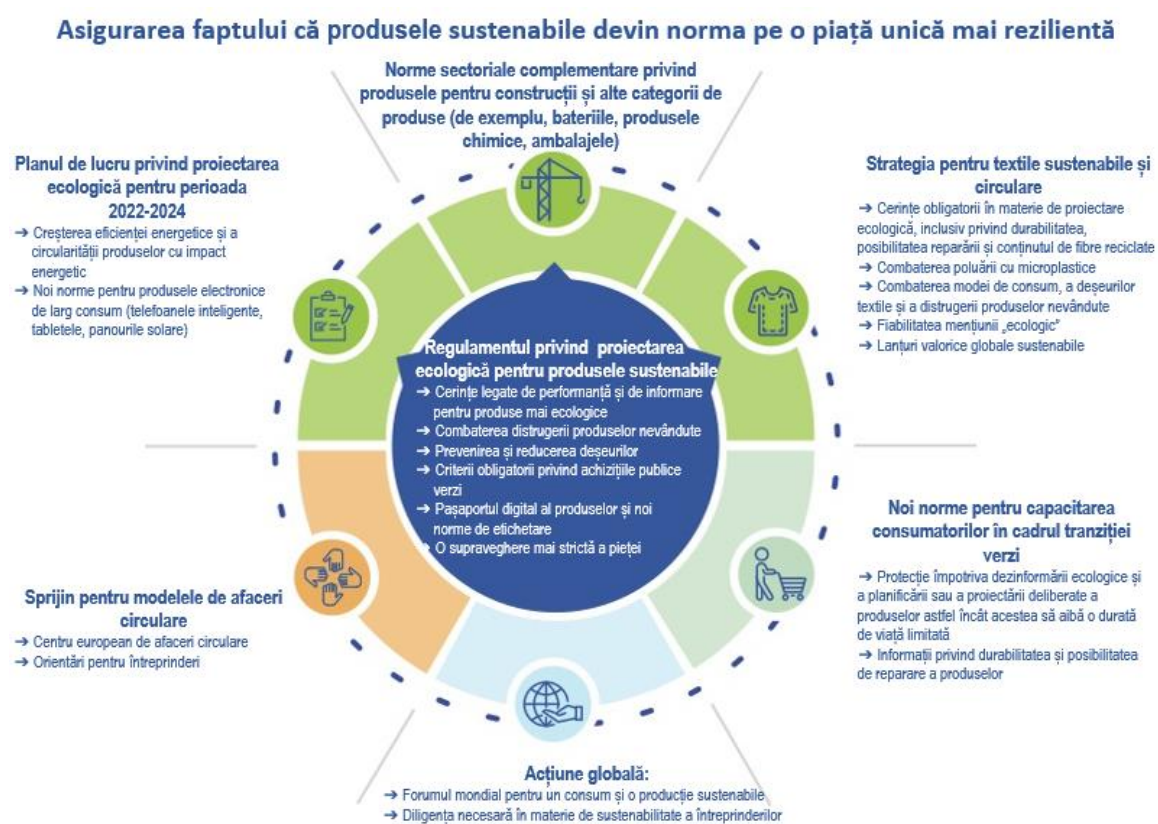 Asigurarea faptului că produsele sustenabile devin norma pe o piață unică mai rezilientă
Norme sectoriale complementare privind
produsele pentru construcții și alte categorii de
produse (de exemplu, bateriile, produsele
chimice, ambalajele)
Planul de lucru privind proiectarea
ecologică pentru perioada
2022-2024
→ Creșterea eficienței energetice și a
circularității produselor cu impact
energetic
→ Noi norme pentru produsele electronice
de larg consum (telefoanele inteligente,
tabletele, panourile solare)
Strategia pentru textile sustenabile și
circulare
→ Cerințe obligatorii în materie de proiectare
ecologică, inclusiv privind durabilitatea,
posibilitatea reparării și conținutul de fibre reciclate
→ Combaterea poluării cu microplastice
→ Combaterea modei de consum, a deșeurilor
textile și a distrugerii produselor nevândute
→ Fiabilitatea mențiunii „ecologic”
→ Lanțuri valorice globale sustenabile
Regulamentul privind proiectarea
ecologică pentru produsele sustenabile
→ Cerințe legate de performanță și de informare
pentru produse mai ecologice
→ Combaterea distrugerii produselor nevândute
→ Prevenirea și reducerea deșeurilor
→ Criterii obligatorii privind achizițiile publice
verzi
→ Pașaportul digital al produselor și noi
norme de etichetare
→ O supraveghere mai strictă a pieței
Noi norme pentru capacitarea
consumatorilor în cadrul tranziției
verzi
→ Protecție împotriva dezinformării ecologice și
a planificării sau a proiectării deliberate a
produselor astfel încât acestea să aibă o durată
de viață limitată
→ Informații privind durabilitatea și posibilitatea
de reparare a produselor
Sprijin pentru modelele de afaceri
circulare
→ Centru european de afaceri circulare
→ Orientări pentru întreprinderi
Acțiune globală:
→ Forumul mondial pentru un consum și o producție sustenabile
→ Diligența necesară în materie de sustenabilitate a întreprinderilor